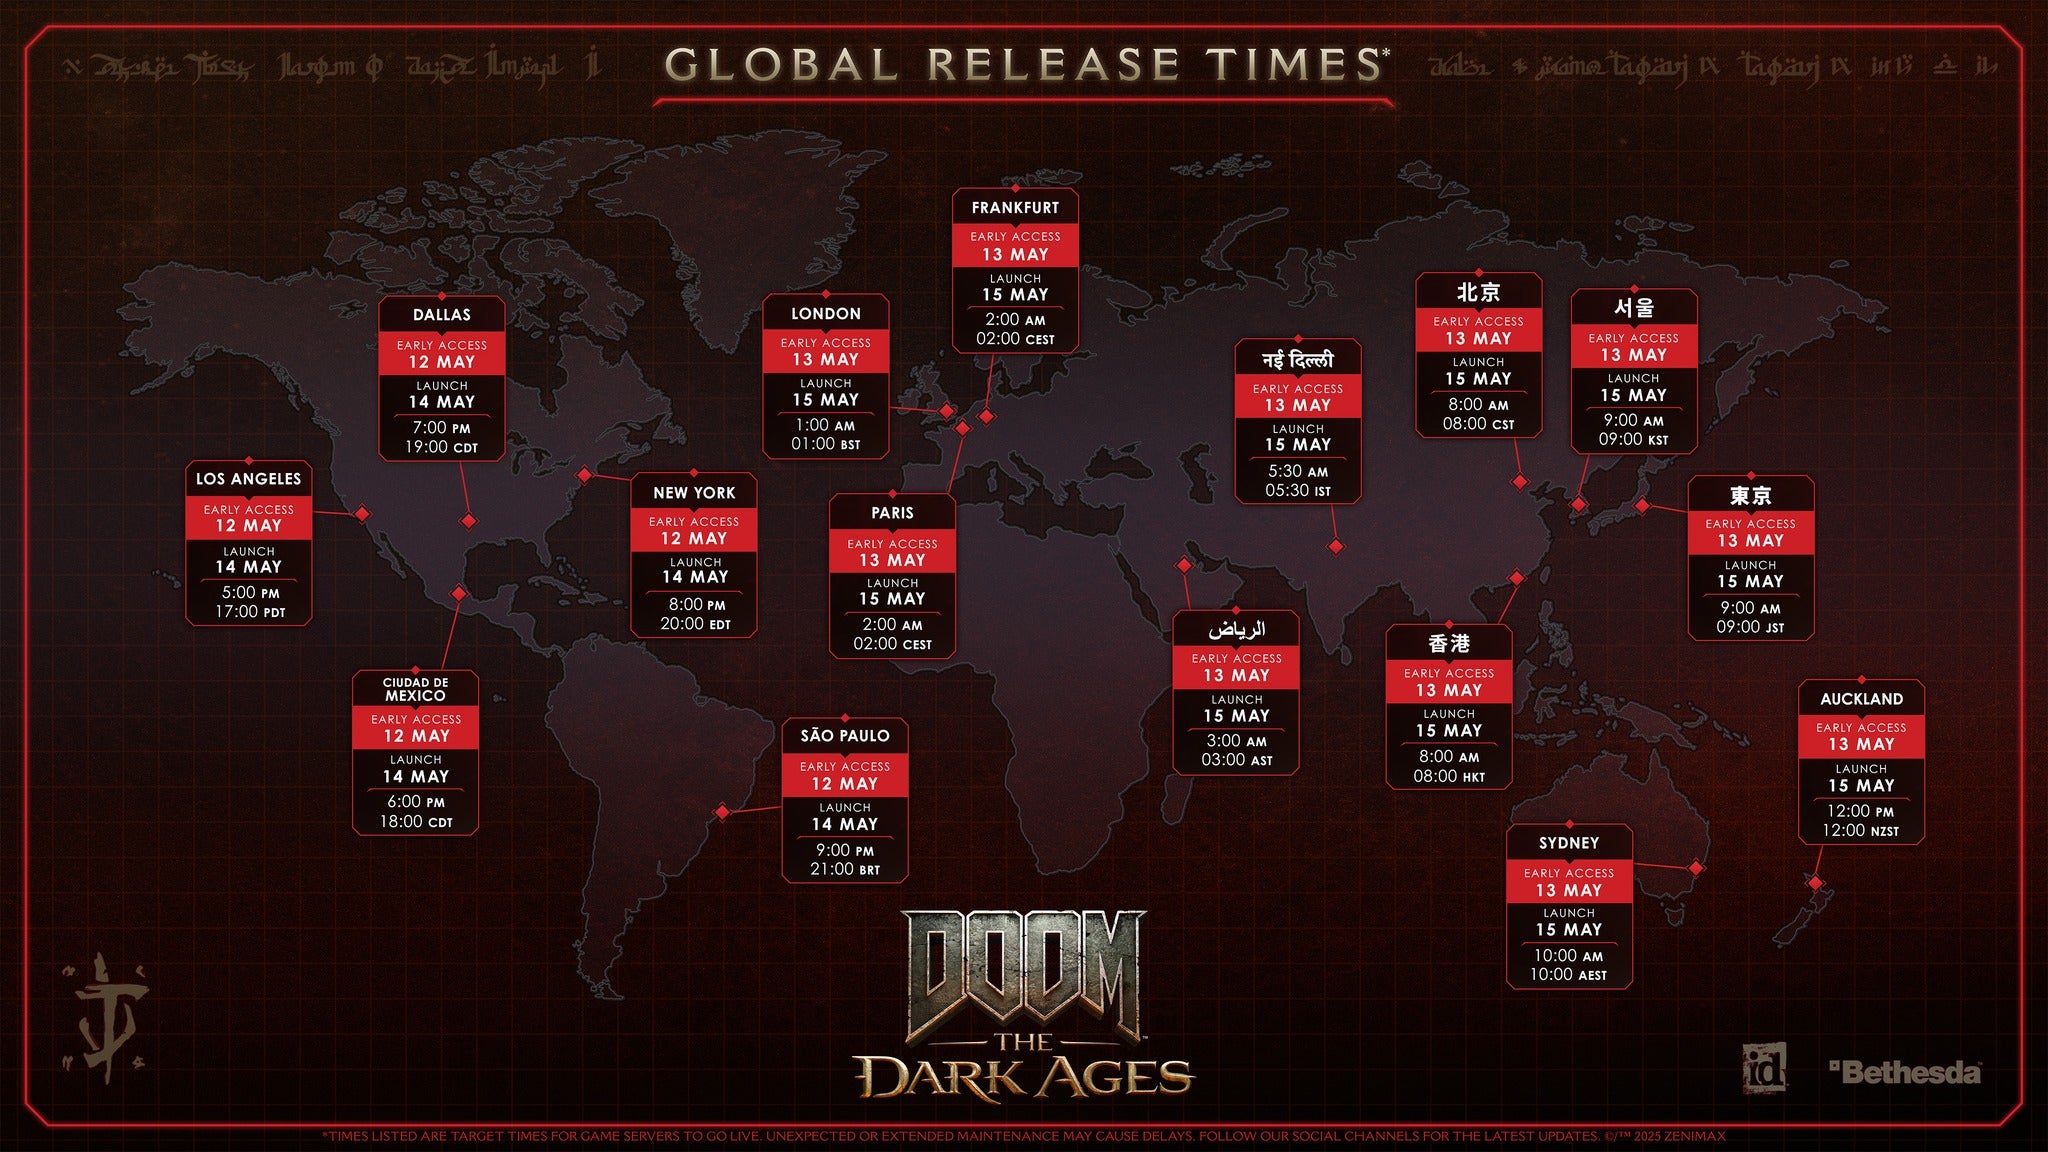 GLOBAL RELEASE TIMES*
FRANKFURT
EARLY ACCESS
13 MAY
LAUNCH
15 MAY
2:00 AM
02:00 CEST
DALLAS
EARLY ACCESS
12 MAY
LAUNCH
14 MAY
7:00 PM
19:00 CDT
LONDON
EARLY ACCESS
13 MAY
LAUNCH
15 MAY
1:00 AM
01:00 BST
नई दिल्ली
EARLY ACCESS
13 MAY
LAUNCH
15 MAY
5:30 AM
05:30 IST
北京
EARLY ACCESS
13 MAY
LAUNCH
15 MAY
8:00 AM
08:00 CST
서울
EARLY ACCESS
13 MAY
LAUNCH
15 MAY
9:00 AM
09:00 KST
LOS ANGELES
EARLY ACCESS
12 MAY
LAUNCH
14 MAY
5:00 PM
17:00 PDT
NEW YORK
EARLY ACCESS
12 MAY
LAUNCH
14 MAY
8:00 PM
20:00 EDT
PARIS
EARLY ACCESS
13 MAY
LAUNCH
15 MAY
2:00 AM
02:00 CEST
東京
EARLY ACCESS
13 MAY
LAUNCH
15 MAY
9:00 AM
09:00 JST
CIUDAD DE
MEXICO
EARLY ACCESS
12 MAY
LAUNCH
14 MAY
6:00 PM
18:00 CDT
SÃO PAULO
EARLY ACCESS
12 MAY
LAUNCH
14 MAY
9:00 PM
21:00 BRT
الرياض
EARLY ACCESS
13 MAY
LAUNCH
15 MAY
3:00 AM
03:00 AST
香港
EARLY ACCESS
13 MAY
LAUNCH
15 MAY
8:00 AM
08:00 HKT
AUCKLAND
EARLY ACCESS
13 MAY
LAUNCH
15 MAY
12:00 PM
12:00 NZST
SYDNEY
EARLY ACCESS
13 MAY
LAUNCH
15 MAY
10:00 AM
10:00 AEST
DOOM™
THE
DARK AGES
id
Bethesda
*TIMES LISTED ARE TARGET TIMES FOR GAME SERVERS TO GO LIVE. UNEXPECTED OR EXTENDED MAINTENANCE MAY CAUSE DELAYS. FOLLOW OUR SOCIAL CHANNELS FOR THE LATEST UPDATES. ©/™ 2025 ZENIMAX